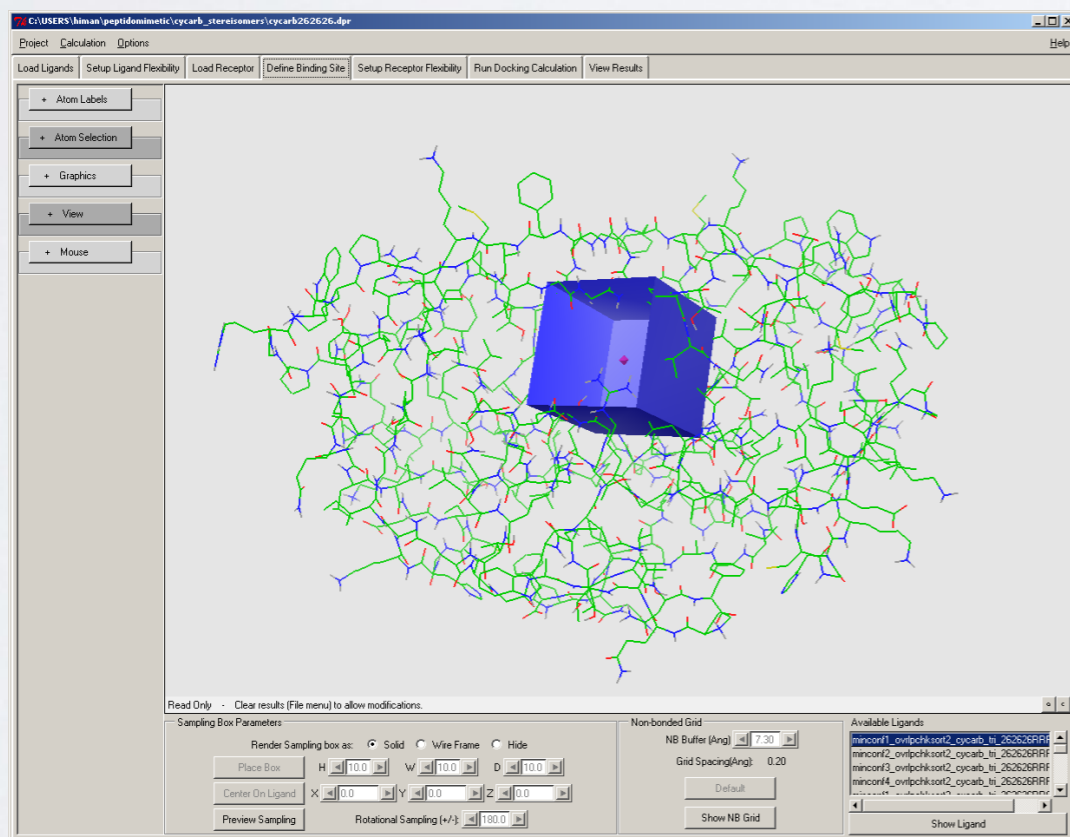 C:\USERS\himan\peptidomimetic\cycarb_stereisomers\cycarb262626.dpr
Project Calculation Options Help
Load Ligands Setup Ligand Flexibility Load Receptor Define Binding Site Setup Receptor Flexibility Run Docking Calculation View Results
+ Atom Labels
+ Atom Selection
+ Graphics
+ View
+ Mouse
Read Only - Clear results (File menu) to allow modifications.
Sampling Box Parameters
Render Sampling box as: Solid Wire Frame Hide
Place Box H 10.0 W 10.0 D 10.0
Center On Ligand X 0.0 Y 0.0 Z 0.0
Preview Sampling Rotational Sampling (+/-): 180.0
Non-bonded Grid
NB Buffer (Ang) 7.30
Grid Spacing(Ang): 0.20
Default
Show NB Grid
Available Ligands
minconf1_ovrlpchksort2_cycarb_tri_262626RRF
minconf2_ovrlpchksort2_cycarb_tri_262626RRF
minconf3_ovrlpchksort2_cycarb_tri_262626RRF
minconf4_ovrlpchksort2_cycarb_tri_262626RRF
Show Ligand